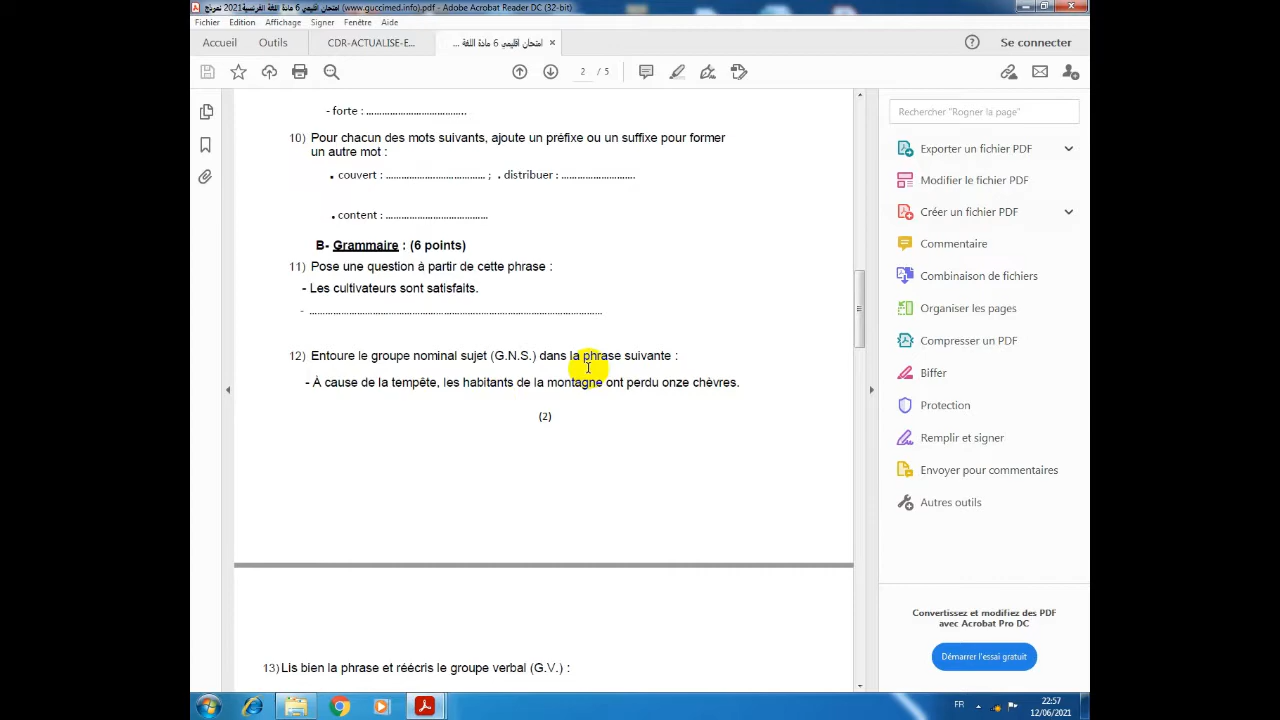 امتحان اقليمي 6 مادة اللغة الفرنسية2021 نموذج (www.guccimed.info).pdf - Adobe Acrobat Reader DC (32-bit)
Fichier Edition Affichage Signer Fenêtre Aide
Accueil Outils CDR-ACTUALISE-E... امتحان اقليمي 6 مادة اللغة ... × Se connecter
2 / 5
Rechercher "Rogner la page"
Exporter un fichier PDF
Modifier le fichier PDF
Créer un fichier PDF
Commentaire
Combinaison de fichiers
Organiser les pages
Compresser un PDF
Biffer
Protection
Remplir et signer
Envoyer pour commentaires
Autres outils
Convertissez et modifiez des PDF
avec Acrobat Pro DC
Démarrer l'essai gratuit
- forte : ................................
10) Pour chacun des mots suivants, ajoute un préfixe ou un suffixe pour former
un autre mot :
• couvert : ................................ ; • distribuer : ........................
• content : ................................
B- Grammaire : (6 points)
11) Pose une question à partir de cette phrase :
- Les cultivateurs sont satisfaits.
- ................................................................................
12) Entoure le groupe nominal sujet (G.N.S.) dans la phrase suivante :
- À cause de la tempête, les habitants de la montagne ont perdu onze chèvres.
(2)
13) Lis bien la phrase et réécris le groupe verbal (G.V.) :
FR 22:57
12/06/2021